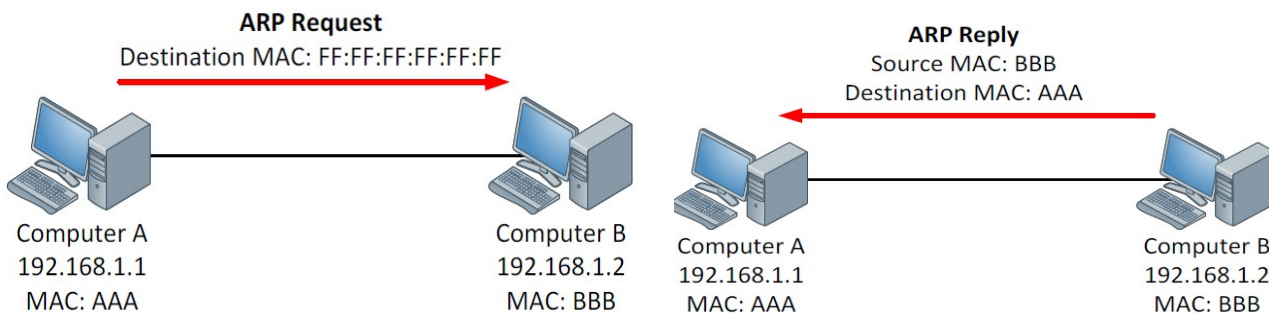 ARP Request
Destination MAC: FF:FF:FF:FF:FF:FF
Computer A
192.168.1.1
MAC: AAA
Computer B
192.168.1.2
MAC: BBB
ARP Reply
Source MAC: BBB
Destination MAC: AAA
Computer A
192.168.1.1
MAC: AAA
Computer B
192.168.1.2
MAC: BBB